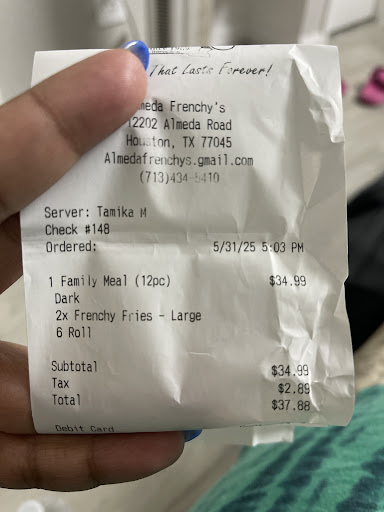 That Lasts Forever!
meda Frenchy's
12202 Almeda Road
Houston, TX 77045
Almedafrenchys.gmail.com
(713)434-5410
Server: Tamika M
Check #148
Ordered: 5/31/25 5:03 PM
1 Family Meal (12pc) $34.99
Dark
2x Frenchy Fries - Large
6 Roll
Subtotal $34.99
Tax $2.89
Total $37.88
Debit Card